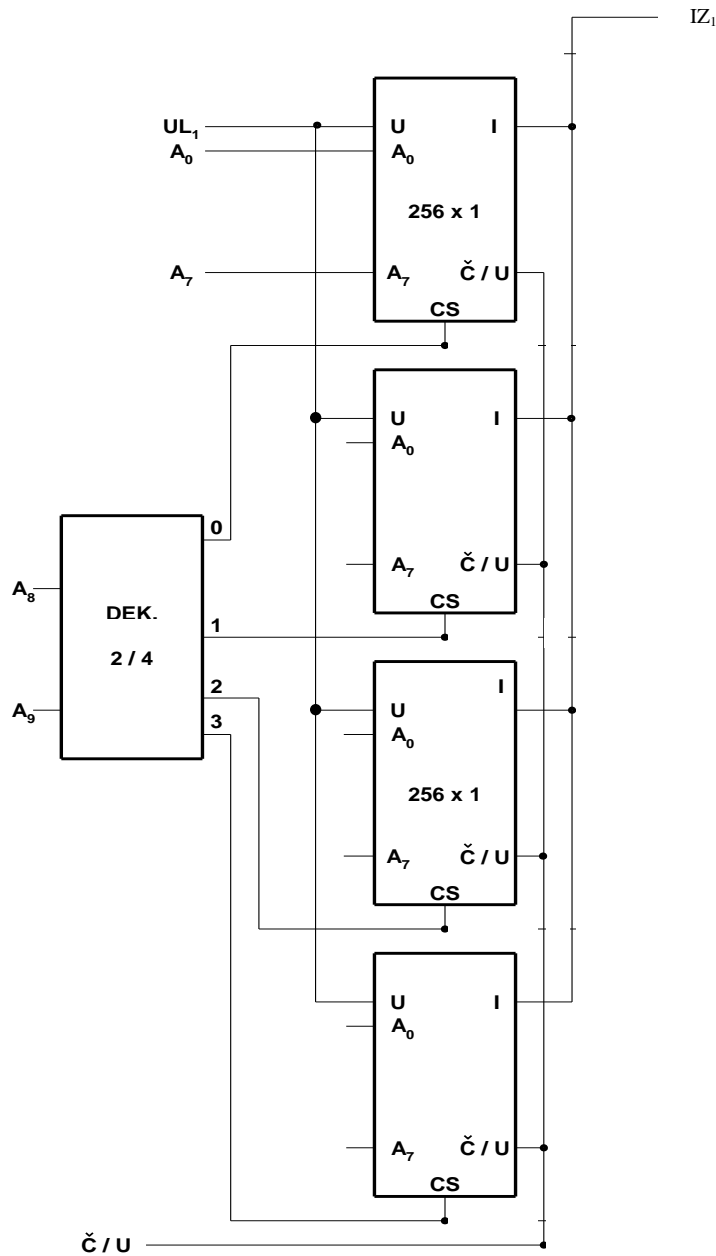 IZ₁
UL₁ U I
A₀ A₀
256 x 1
A₇ A₇ Č / U
CS
U I
A₀
0
A₇ Č / U
A₈ CS
DEK.
1
2 / 4
I
2
A₉ U
3 A₀
256 x 1
A₇ Č / U
CS
U I
A₀
A₇ Č / U
CS
Č / U